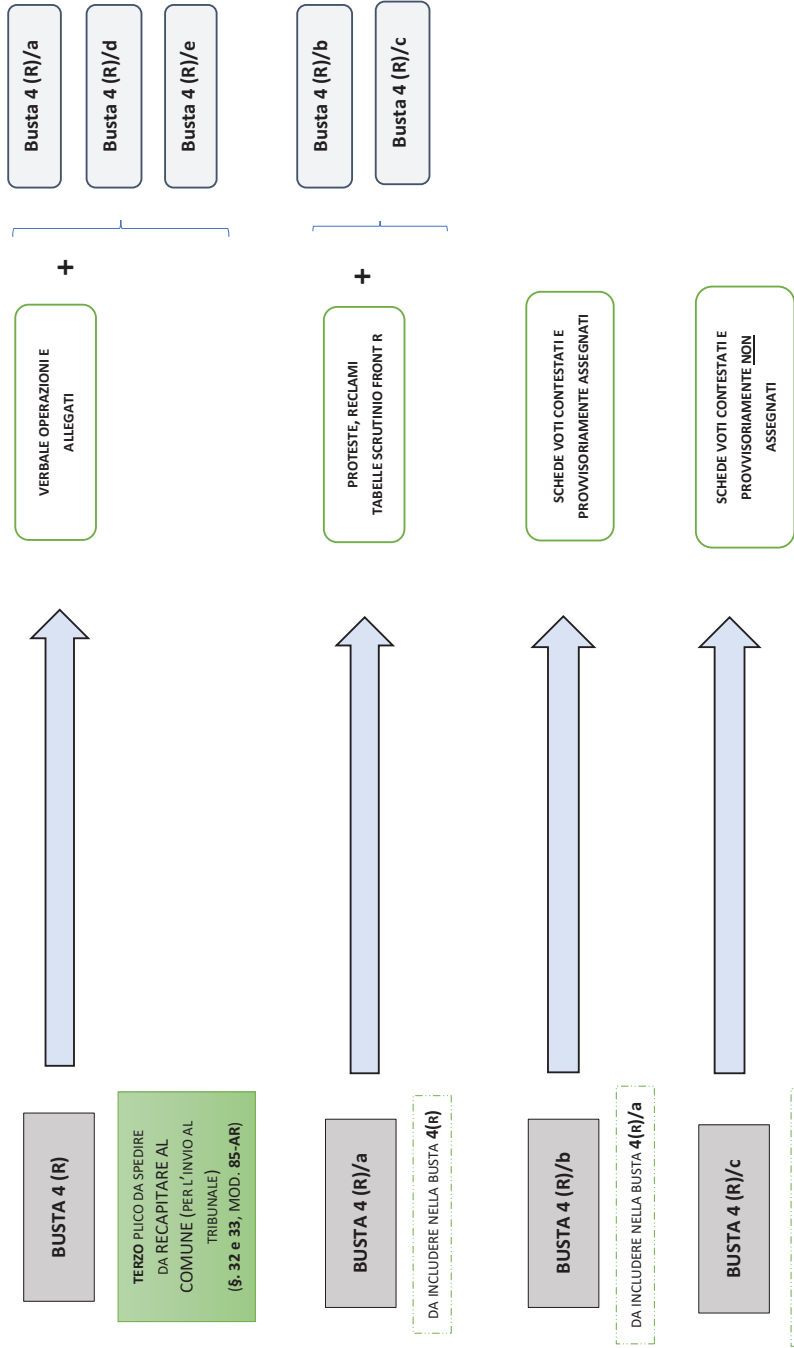 BUSTA 4 (R)
TERZO PLICO DA SPEDIRE
DA RECAPITARE AL
COMUNE (PER L'INVIO AL
TRIBUNALE)
(§. 32 e 33, MOD. 85-AR)
VERBALE OPERAZIONI E
ALLEGATI
+
Busta 4 (R)/a
Busta 4 (R)/d
Busta 4 (R)/e
BUSTA 4 (R)/a
DA INCLUDERE NELLA BUSTA 4(R)
PROTESTE, RECLAMI
TABELLE SCRUTINIO FRONT R
+
Busta 4 (R)/b
Busta 4 (R)/c
BUSTA 4 (R)/b
DA INCLUDERE NELLA BUSTA 4(R)/a
SCHEDE VOTI CONTESTATI E
PROVVISORIAMENTE ASSEGNATI
BUSTA 4 (R)/c
SCHEDE VOTI CONTESTATI E
PROVVISORIAMENTE NON
ASSEGNATI